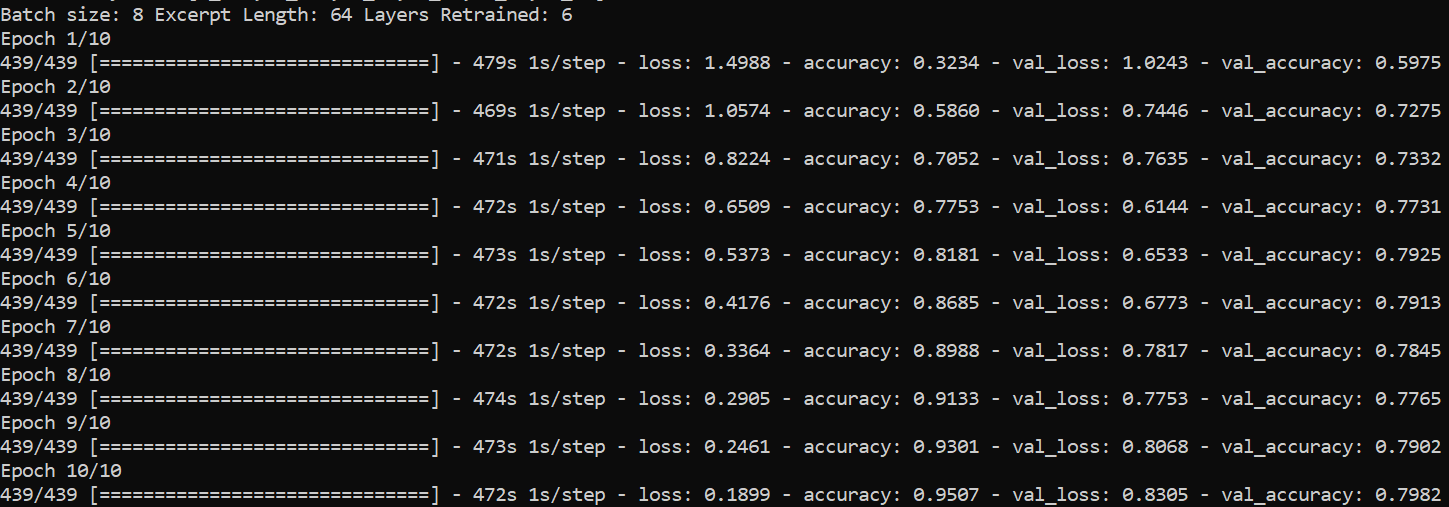 Batch size: 8 Excerpt Length: 64 Layers Retrained: 6
Epoch 1/10
439/439 [==============================] - 479s 1s/step - loss: 1.4988 - accuracy: 0.3234 - val_loss: 1.0243 - val_accuracy: 0.5975
Epoch 2/10
439/439 [==============================] - 469s 1s/step - loss: 1.0574 - accuracy: 0.5860 - val_loss: 0.7446 - val_accuracy: 0.7275
Epoch 3/10
439/439 [==============================] - 471s 1s/step - loss: 0.8224 - accuracy: 0.7052 - val_loss: 0.7635 - val_accuracy: 0.7332
Epoch 4/10
439/439 [==============================] - 472s 1s/step - loss: 0.6509 - accuracy: 0.7753 - val_loss: 0.6144 - val_accuracy: 0.7731
Epoch 5/10
439/439 [==============================] - 473s 1s/step - loss: 0.5373 - accuracy: 0.8181 - val_loss: 0.6533 - val_accuracy: 0.7925
Epoch 6/10
439/439 [==============================] - 472s 1s/step - loss: 0.4176 - accuracy: 0.8685 - val_loss: 0.6773 - val_accuracy: 0.7913
Epoch 7/10
439/439 [==============================] - 472s 1s/step - loss: 0.3364 - accuracy: 0.8988 - val_loss: 0.7817 - val_accuracy: 0.7845
Epoch 8/10
439/439 [==============================] - 474s 1s/step - loss: 0.2905 - accuracy: 0.9133 - val_loss: 0.7753 - val_accuracy: 0.7765
Epoch 9/10
439/439 [==============================] - 473s 1s/step - loss: 0.2461 - accuracy: 0.9301 - val_loss: 0.8068 - val_accuracy: 0.7902
Epoch 10/10
439/439 [==============================] - 472s 1s/step - loss: 0.1899 - accuracy: 0.9507 - val_loss: 0.8305 - val_accuracy: 0.7982